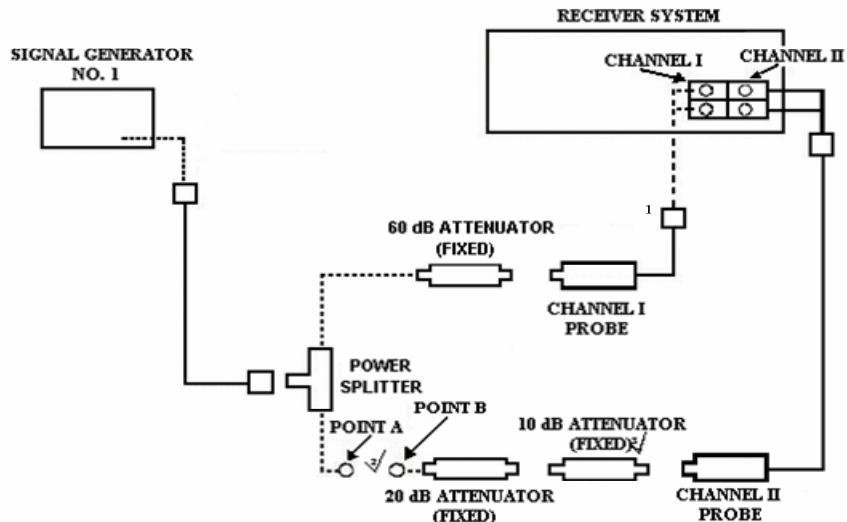 RECEIVER SYSTEM
SIGNAL GENERATOR
NO. 1
CHANNEL I
CHANNEL II
1
60 dB ATTENUATOR
(FIXED)
CHANNEL I
PROBE
POWER
SPLITTER
POINT A
POINT B
2
10 dB ATTENUATOR
(FIXED)
20 dB ATTENUATOR
(FIXED)
CHANNEL II
PROBE